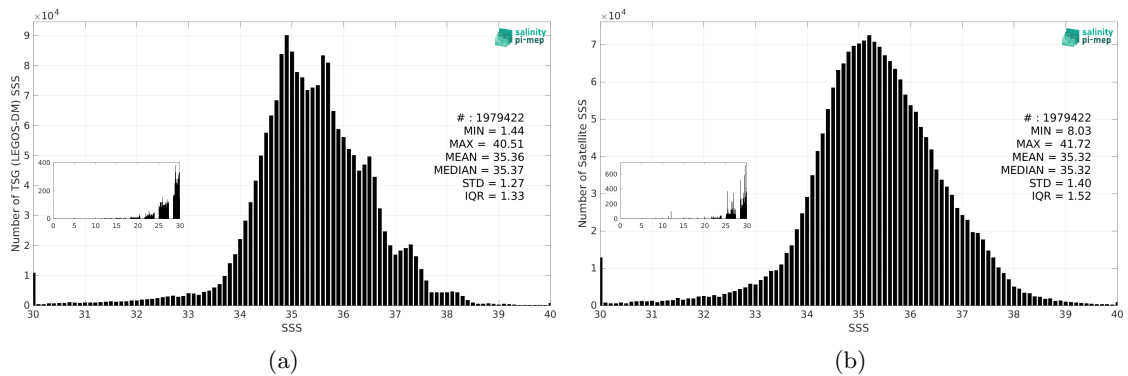 ×10⁴
9
8
7
6
5
4
3
2
1
0
Number of TSG (LEGOS-DM) SSS
salinity
pi-mep
# : 1979422
MIN = 1.44
MAX = 40.51
MEAN = 35.36
MEDIAN = 35.37
STD = 1.27
IQR = 1.33
400
200
0
0 5 10 15 20 25 30
30 31 32 33 34 35 36 37 38 39 40
SSS
(a)
×10⁴
7
6
5
4
3
2
1
0
Number of Satellite SSS
salinity
pi-mep
# : 1979422
MIN = 8.03
MAX = 41.72
MEAN = 35.32
MEDIAN = 35.32
STD = 1.40
IQR = 1.52
600
400
200
0
0 5 10 15 20 25 30
30 31 32 33 34 35 36 37 38 39 40
SSS
(b)